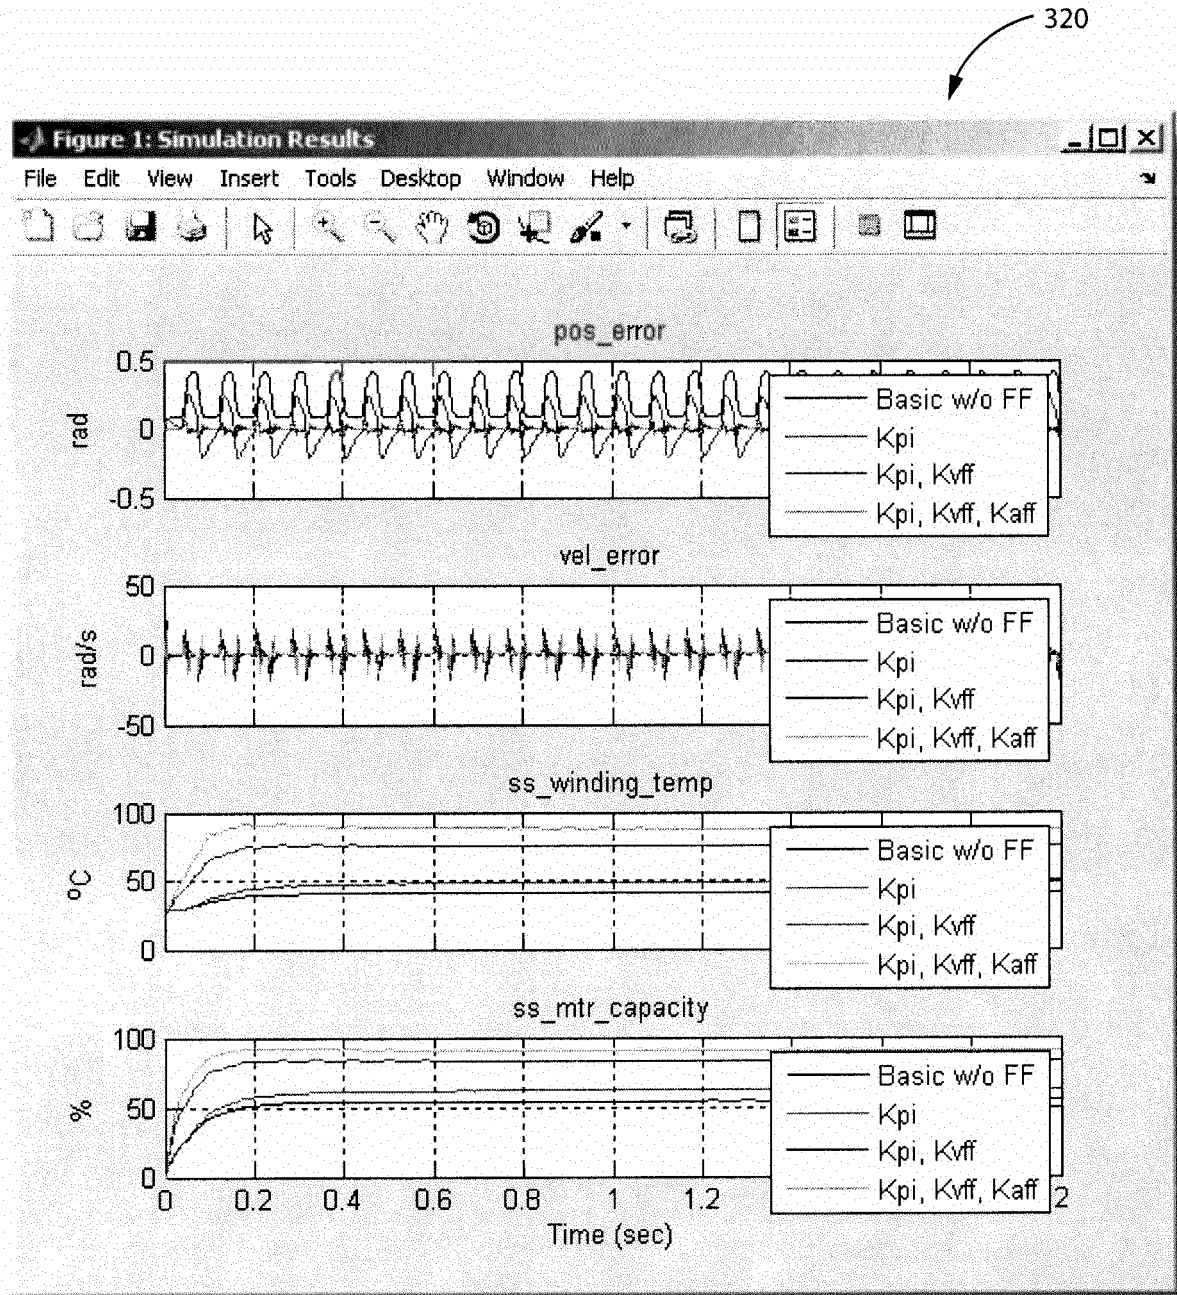 320
Figure 1: Simulation Results
File Edit View Insert Tools Desktop Window Help
pos_error
0.5
0
-0.5
rad
Basic w/o FF
Kpi
Kpi, Kvff
Kpi, Kvff, Kaff
vel_error
50
0
-50
rad/s
Basic w/o FF
Kpi
Kpi, Kvff
Kpi, Kvff, Kaff
ss_winding_temp
100
50
0
ºC
Basic w/o FF
Kpi
Kpi, Kvff
Kpi, Kvff, Kaff
ss_mtr_capacity
100
50
0
%
Basic w/o FF
Kpi
Kpi, Kvff
Kpi, Kvff, Kaff
0 0.2 0.4 0.6 0.8 1 1.2 2
Time (sec)